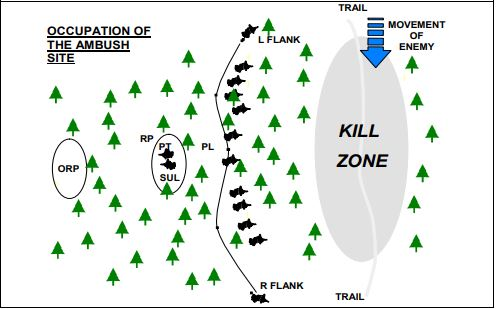 OCCUPATION OF
THE AMBUSH
SITE
TRAIL
MOVEMENT
OF
ENEMY
L FLANK
RP
PT
PL
SUL
ORP
KILL
ZONE
R FLANK
TRAIL